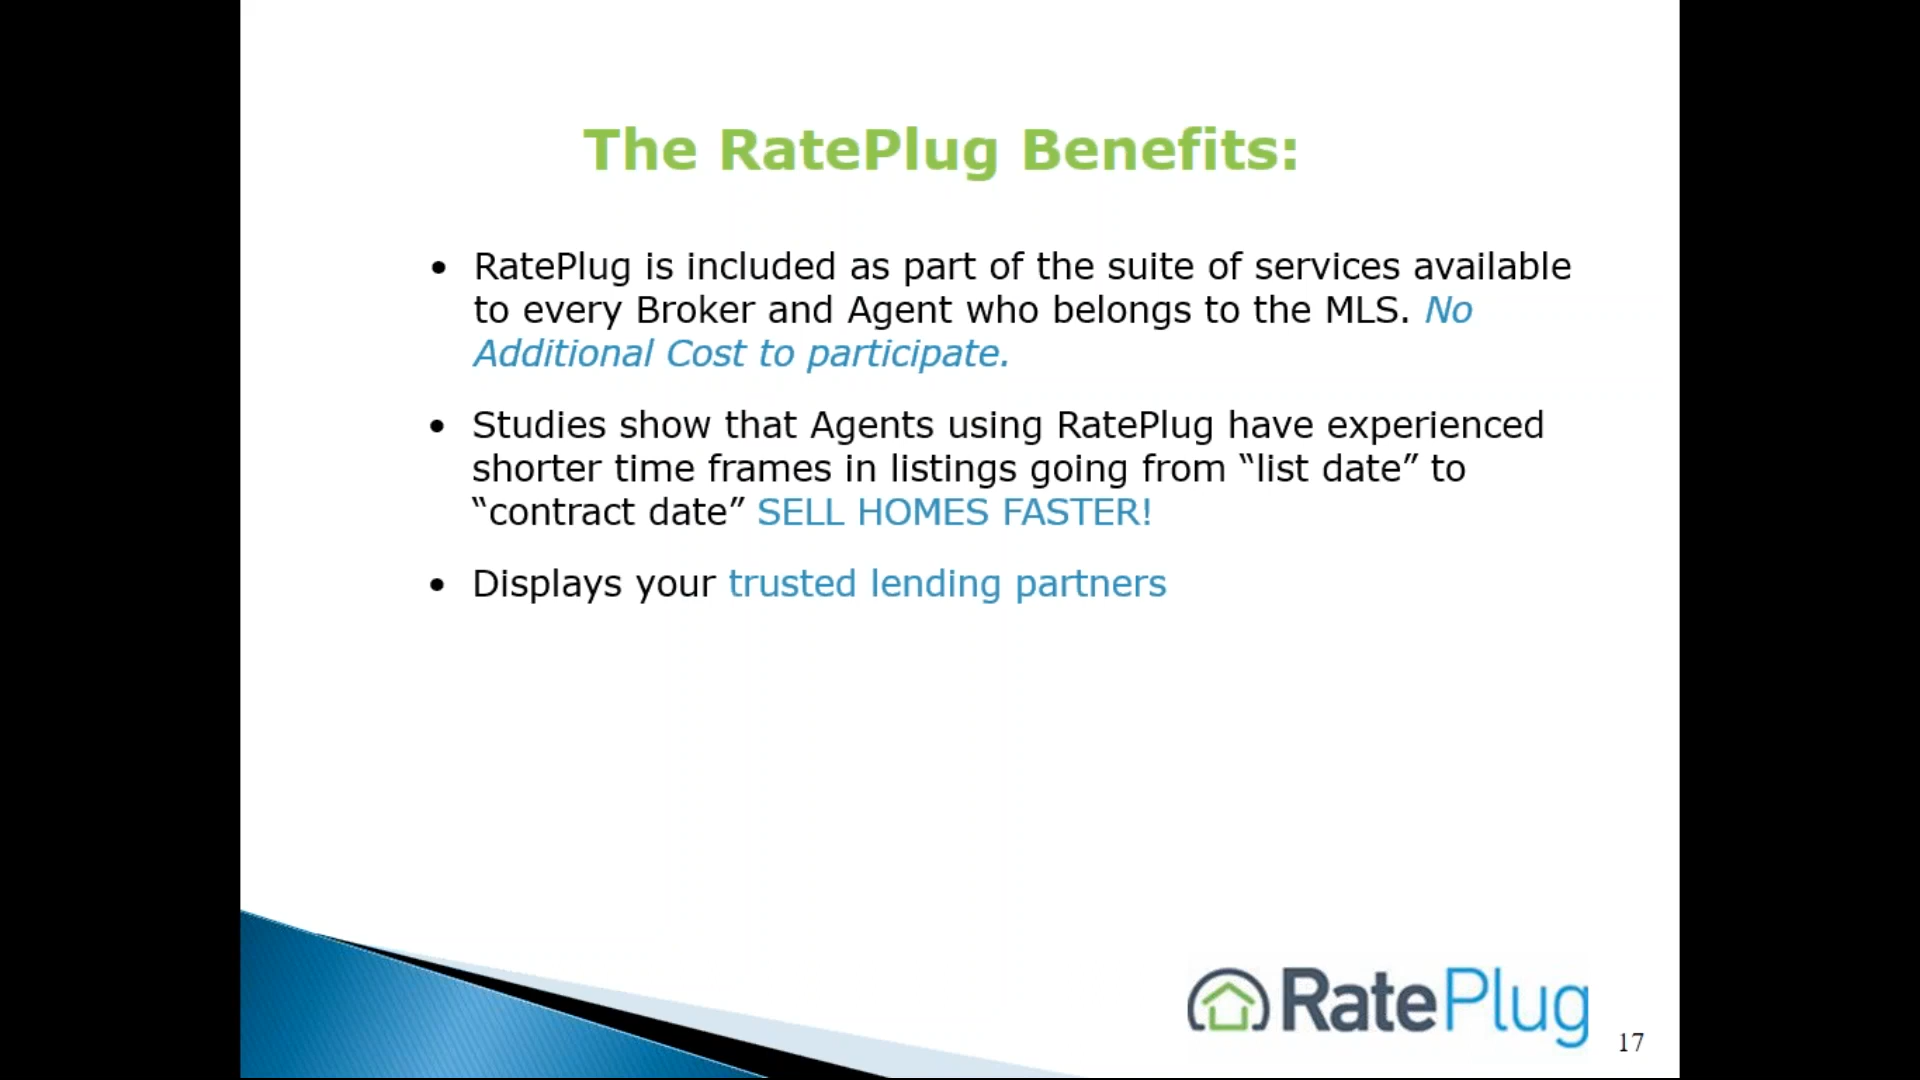 The RatePlug Benefits:
• RatePlug is included as part of the suite of services available
to every Broker and Agent who belongs to the MLS. No
Additional Cost to participate.
• Studies show that Agents using RatePlug have experienced
shorter time frames in listings going from “list date” to
“contract date” SELL HOMES FASTER!
• Displays your trusted lending partners
RatePlug
17